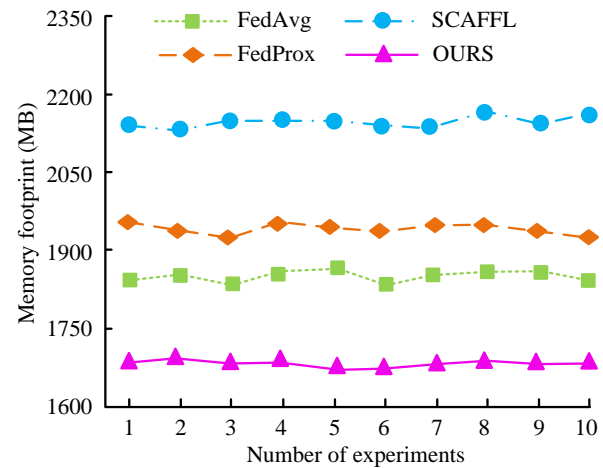 2350
FedAvg
SCAFFL
FedProx
OURS
2200
2050
1900
1750
1600
Memory footprint (MB)
1 2 3 4 5 6 7 8 9 10
Number of experiments